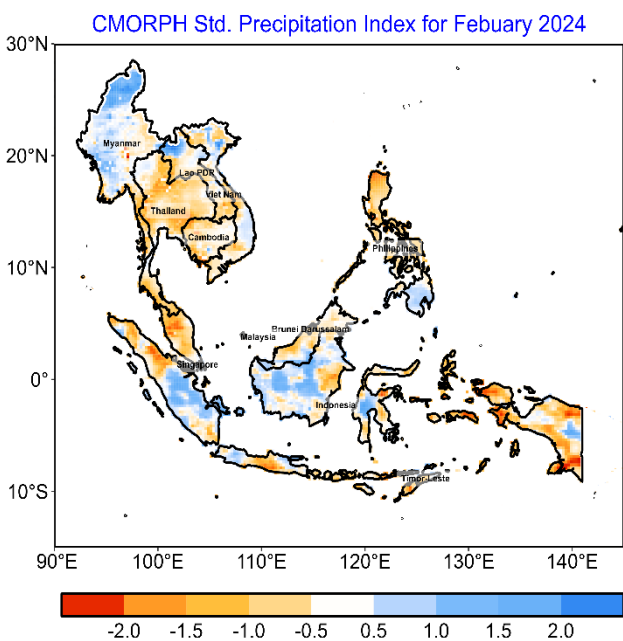 CMORPH Std. Precipitation Index for Febuary 2024
30°N
20°N
10°N
0°
10°S
Myanmar
Lao PDR
Viet Nam
Thailand
Cambodia
Philippines
Brunei Darussalam
Malaysia
Singapore
Indonesia
Timor-Leste
90°E 100°E 110°E 120°E 130°E 140°E
-2.0 -1.5 -1.0 -0.5 0.5 1.0 1.5 2.0